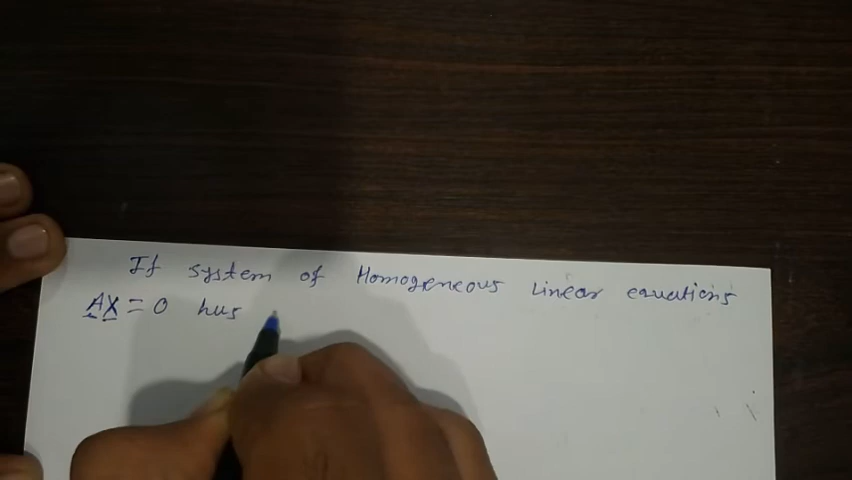 If system of Homogeneous Linear equations
AX = 0 has